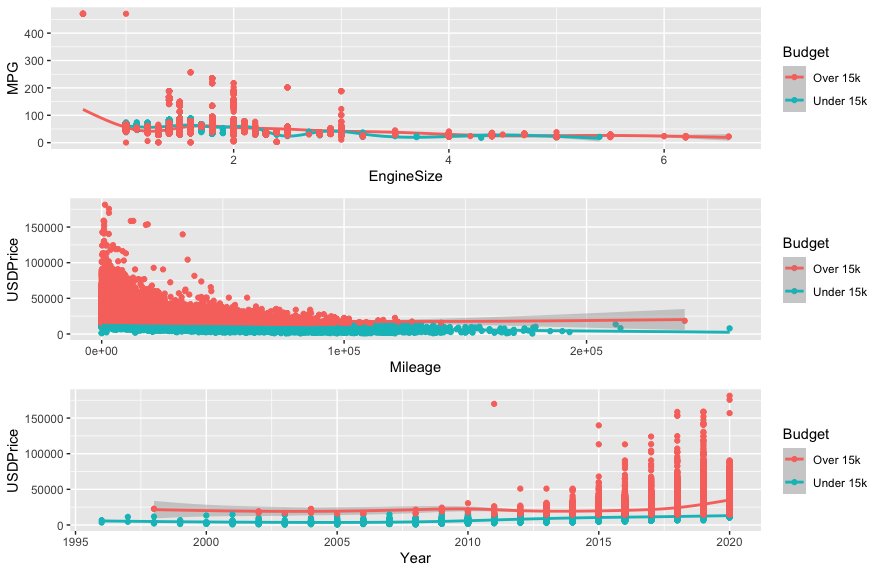 MPG
400
300
200
100
0
2
4
6
EngineSize
Budget
Over 15k
Under 15k
USDPrice
150000
100000
50000
0
0e+00
1e+05
2e+05
Mileage
Budget
Over 15k
Under 15k
USDPrice
150000
100000
50000
0
1995
2000
2005
2010
2015
2020
Year
Budget
Over 15k
Under 15k